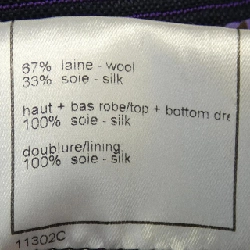 67% laine - wool
33% soie - silk
haut + bas robe/top + bottom dre
100% soie - silk
doublure/lining
100% soie - silk
11302C